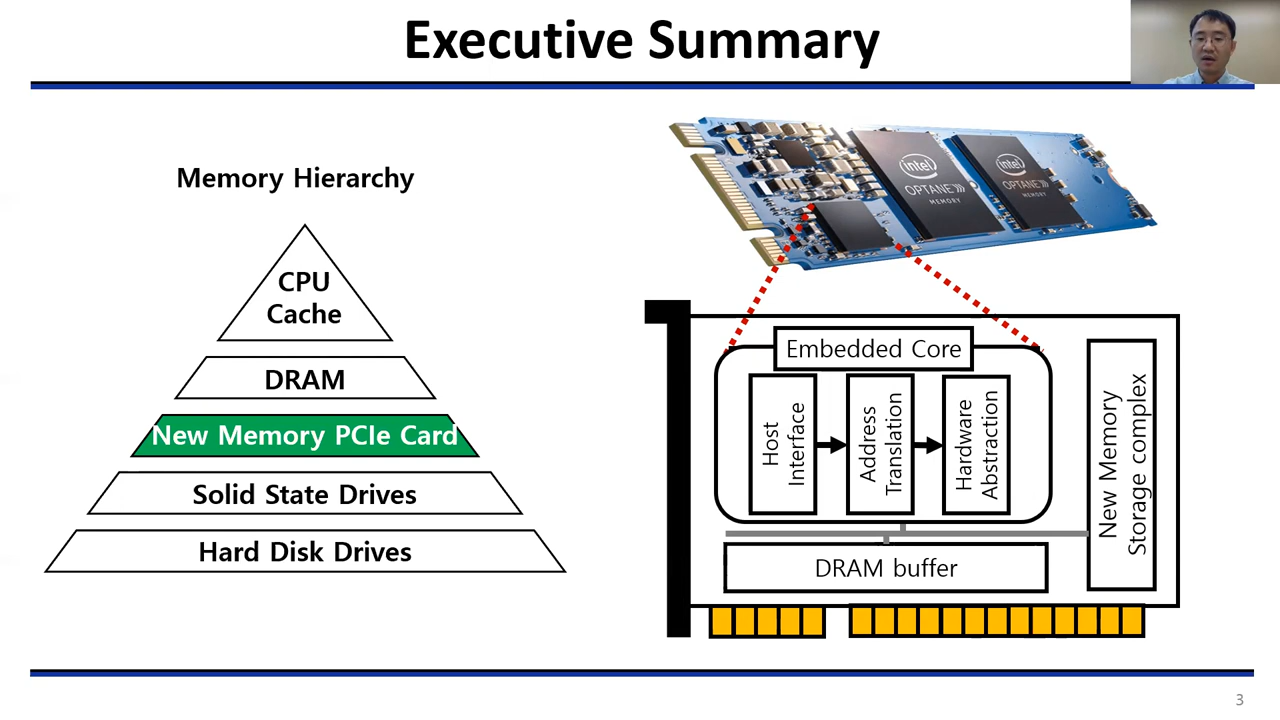 Executive Summary
Memory Hierarchy
CPU
Cache
DRAM
New Memory PCIe Card
Solid State Drives
Hard Disk Drives
intel
OPTANE
MEMORY
intel
OPTANE
MEMORY
Embedded Core
Host
Interface
Address
Translation
Hardware
Abstraction
New Memory
Storage complex
DRAM buffer
3